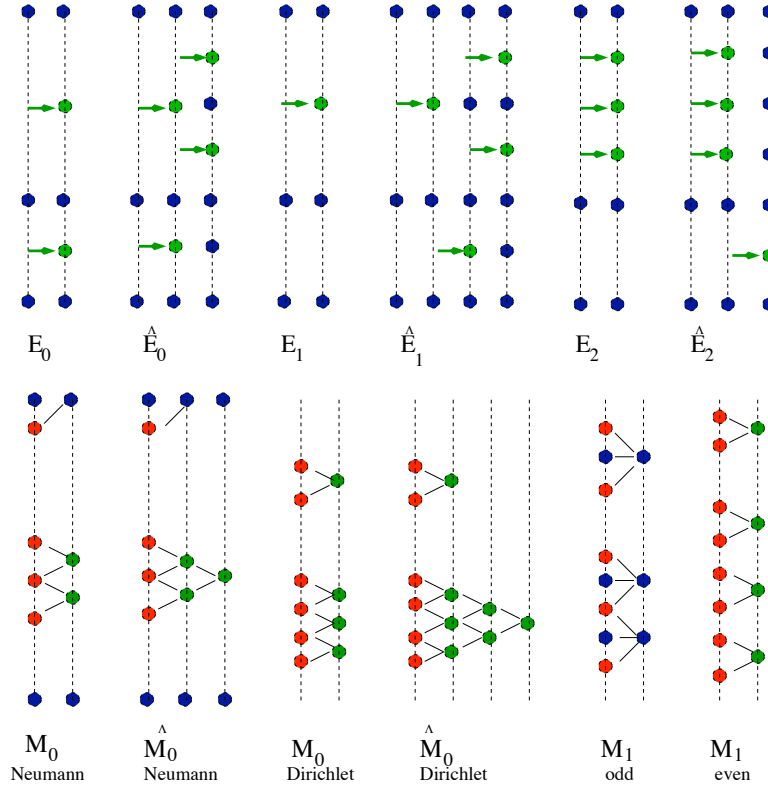 E0 Ê0 E1 Ê1 E2 Ê2
M0 M̂0 M0 M̂0 M1 M1
Neumann Neumann Dirichlet Dirichlet odd even